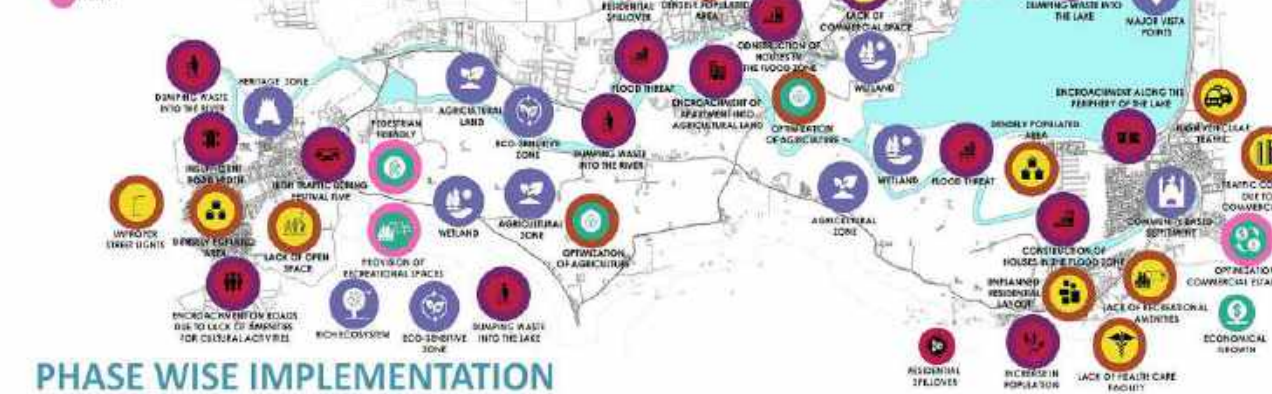 RESIDENTIAL
SPILLOVER
DENSELY POPULATED
AREA
LACK OF
COMMERCIAL SPACE
DUMPING WASTE INTO
THE LAKE
MAJOR VISTA
POINTS
CONSTRUCTION OF
HOUSES IN
THE FLOOD ZONE
DUMPING WASTE
INTO THE RIVER
HERITAGE ZONE
FLOOD THREAT
WETLAND
AGRICULTURAL
LAND
ENCROACHMENT OF
APARTMENT INTO
AGRICULTURAL LAND
ENCROACHMENT ALONG THE
PERIPHERY OF THE LAKE
PEDESTRIAN
FRIENDLY
ECO-SENSITIVE
ZONE
OPTIMIZATION
OF AGRICULTURE
DENSELY POPULATED
AREA
HIGH VEHICULAR
TRAFFIC
DUMPING WASTE
INTO THE RIVER
INSUFFICIENT
ROAD WIDTH
HIGH TRAFFIC DURING
FESTIVAL TIME
WETLAND
FLOOD THREAT
TRAFFIC CO
DUE TO
COMMERCI
IMPROPER
STREET LIGHTS
DENSELY POPULATED
AREA
LACK OF OPEN
SPACE
WETLAND
AGRICULTURAL
ZONE
AGRICULTURAL
ZONE
COMMUNITY BASED
SETTLEMENT
PROVISION OF
RECREATIONAL SPACES
OPTIMIZATION
OF AGRICULTURE
CONSTRUCTION OF
HOUSES IN THE FLOOD ZONE
OPTIMIZATION
COMMERCIAL ESTA
UNPLANNED
RESIDENTIAL
LAYOUT
LACK OF RECREATIONAL
AMENITIES
ENCROACHMENT ON ROADS
DUE TO LACK OF AMENITIES
FOR CULTURAL ACTIVITIES
RICH ECOSYSTEM
ECO-SENSITIVE
ZONE
DUMPING WASTE
INTO THE LAKE
ECONOMICAL
GROWTH
RESIDENTIAL
SPILLOVER
INCREASE IN
POPULATION
LACK OF HEALTH CARE
FACILITY
PHASE WISE IMPLEMENTATION